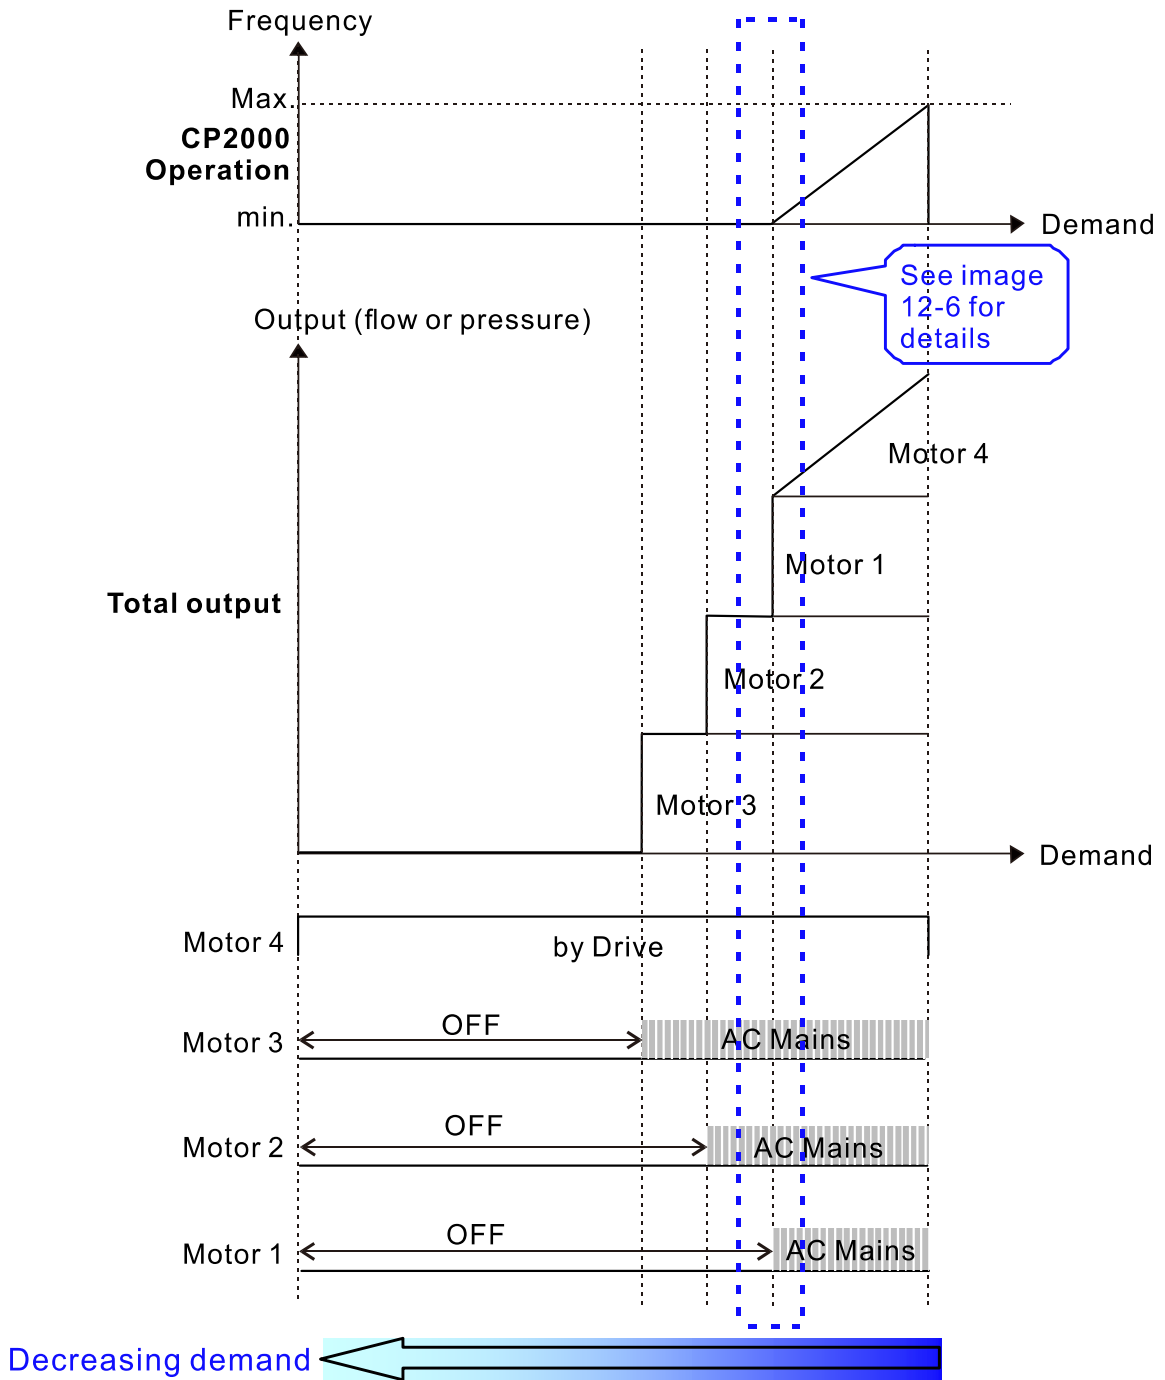 Frequency
Max.
CP2000
Operation
min.
Demand
See image
12-6 for
details
Output (flow or pressure)
Motor 4
Motor 1
Total output
Motor 2
Motor 3
Demand
Motor 4
by Drive
OFF
Motor 3
AC Mains
OFF
Motor 2
AC Mains
OFF
Motor 1
AC Mains
Decreasing demand